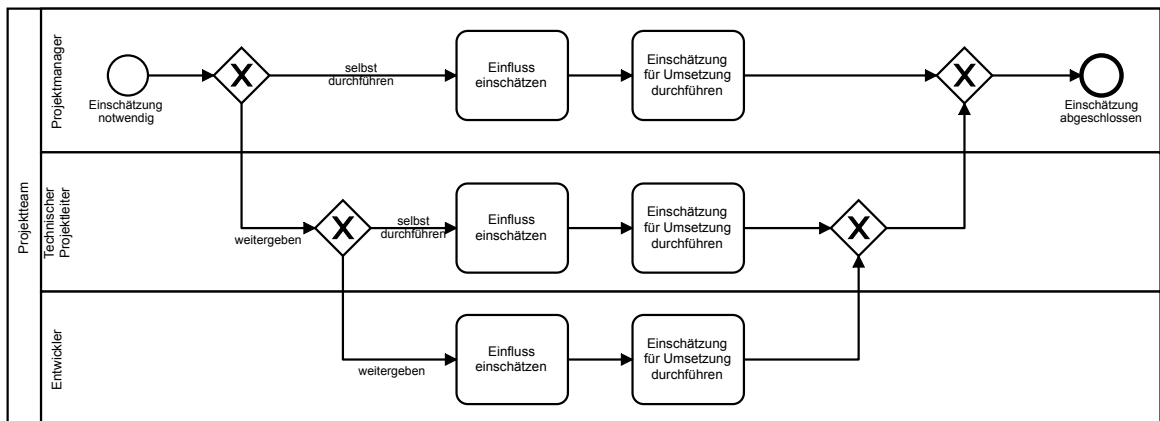 Projektteam
Projektmanager
Einschätzung
notwendig
selbst
durchführen
Einfluss
einschätzen
Einschätzung
für Umsetzung
durchführen
Einschätzung
abgeschlossen
Technischer
Projektleiter
weitergeben
selbst
durchführen
Einfluss
einschätzen
Einschätzung
für Umsetzung
durchführen
Entwickler
weitergeben
Einfluss
einschätzen
Einschätzung
für Umsetzung
durchführen